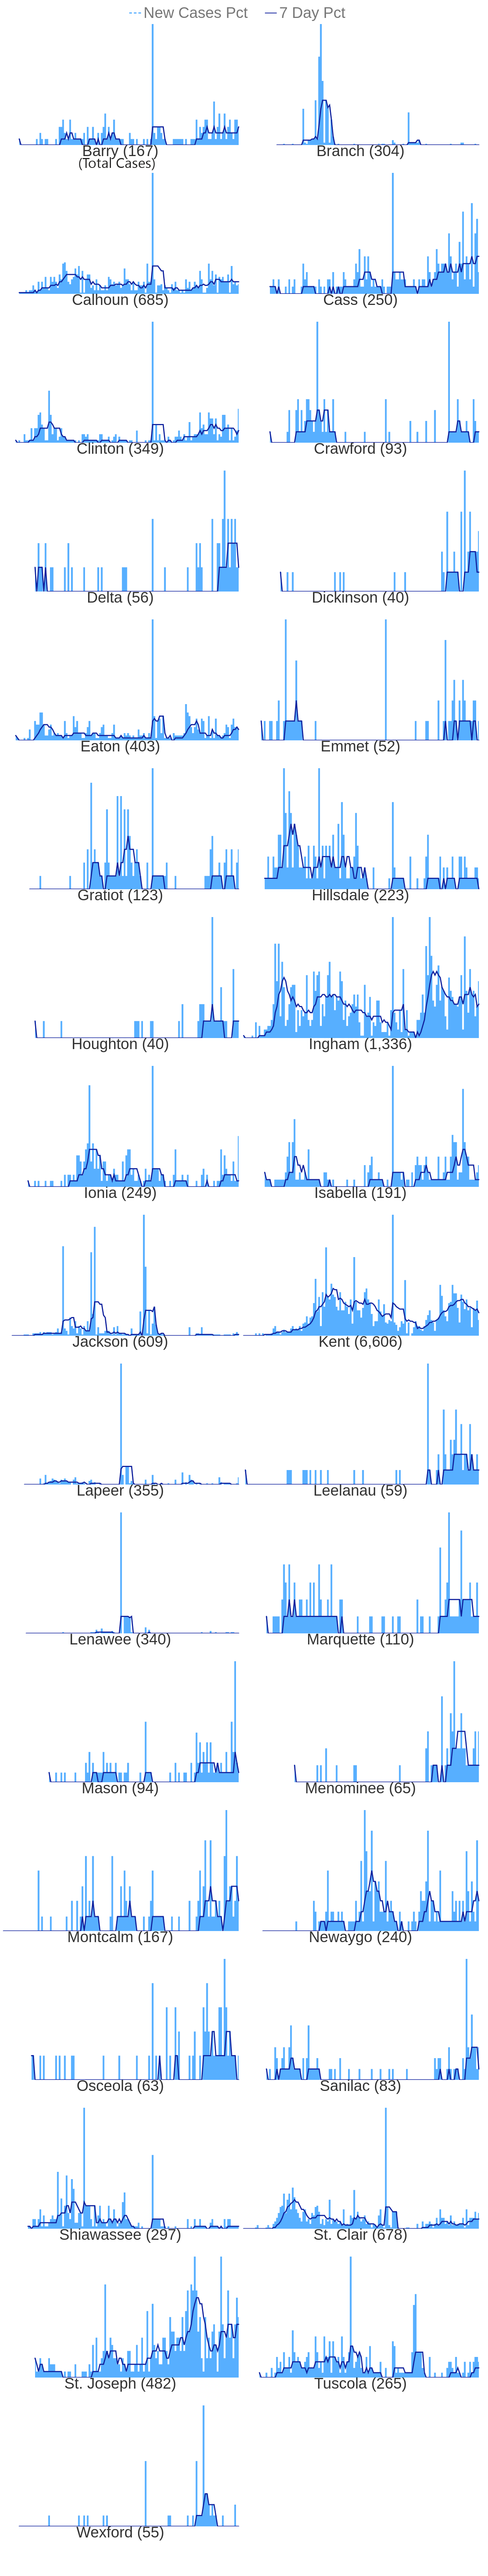 New Cases Pct 7 Day Pct
Barry (167) Branch (304)
(Total Cases)
Calhoun (685) Cass (250)
Clinton (349) Crawford (93)
Delta (56) Dickinson (40)
Eaton (403) Emmet (52)
Gratiot (123) Hillsdale (223)
Houghton (40) Ingham (1,336)
Ionia (249) Isabella (191)
Jackson (609) Kent (6,606)
Lapeer (355) Leelanau (59)
Lenawee (340) Marquette (110)
Mason (94) Menominee (65)
Montcalm (167) Newaygo (240)
Osceola (63) Sanilac (83)
Shiawassee (297) St. Clair (678)
St. Joseph (482) Tuscola (265)
Wexford (55)